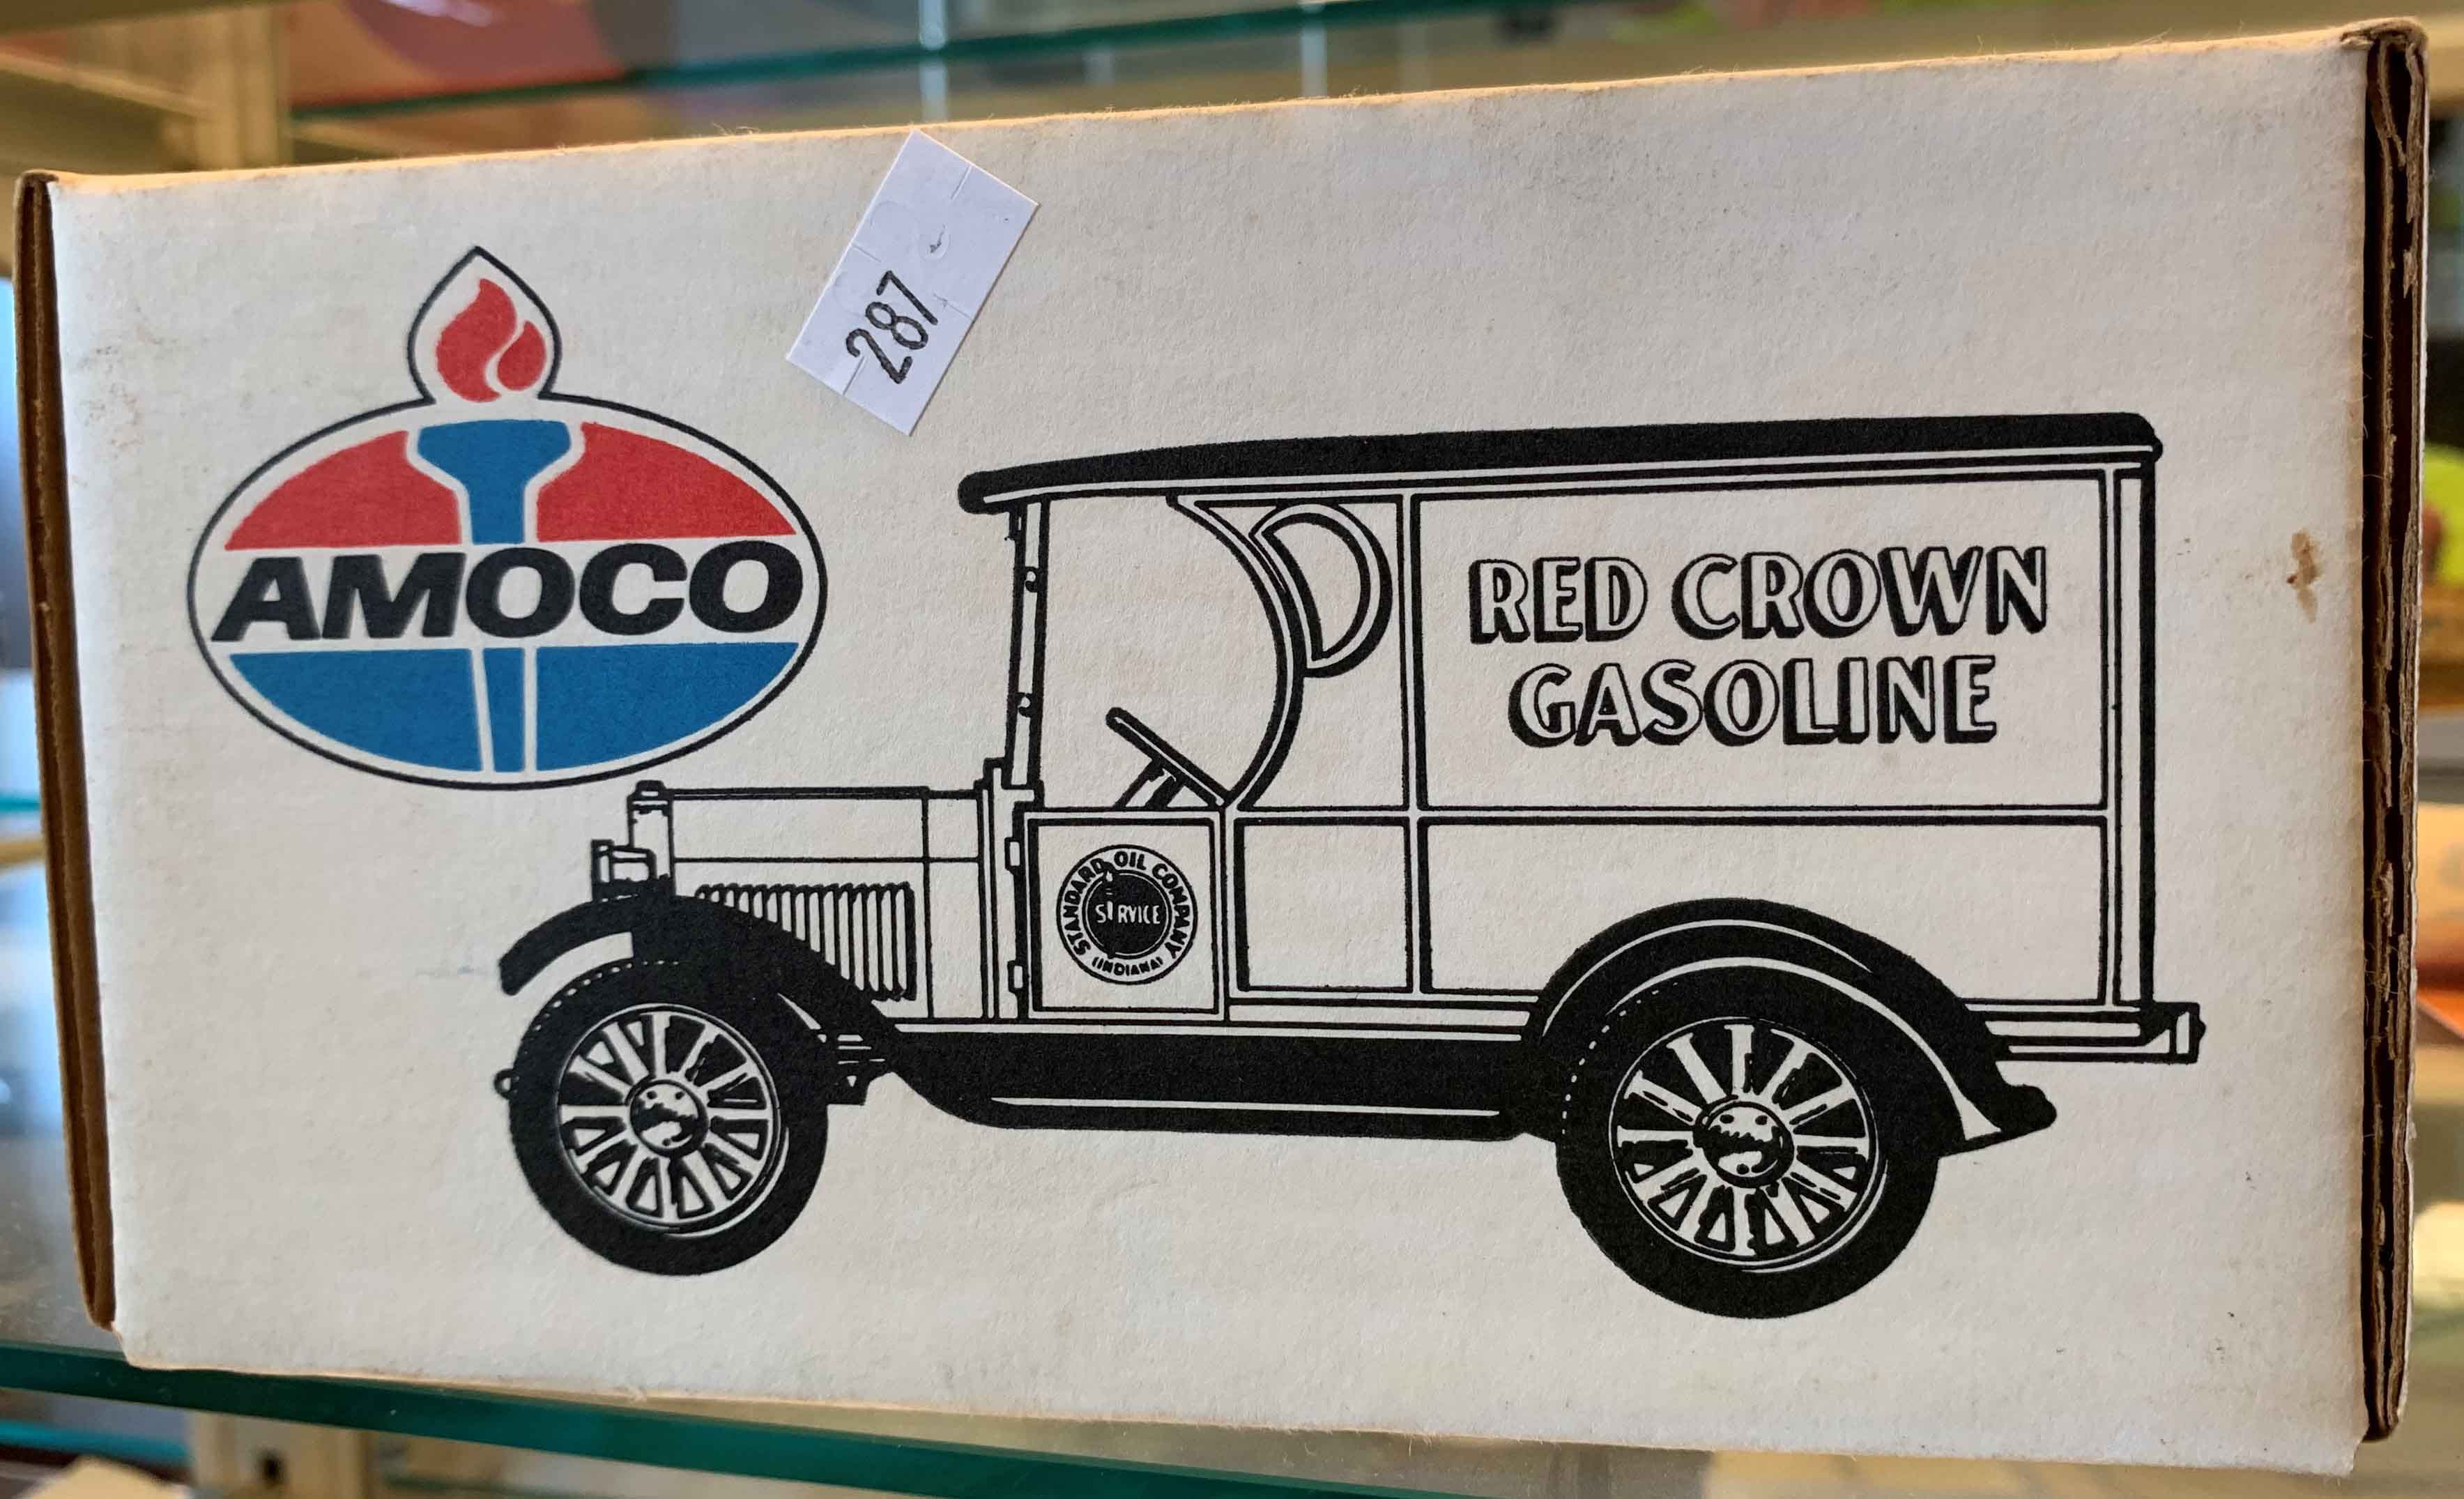 287
AMOCO
RED CROWN
GASOLINE
STANDARD OIL COMPANY
SERVICE
(INDIANA)